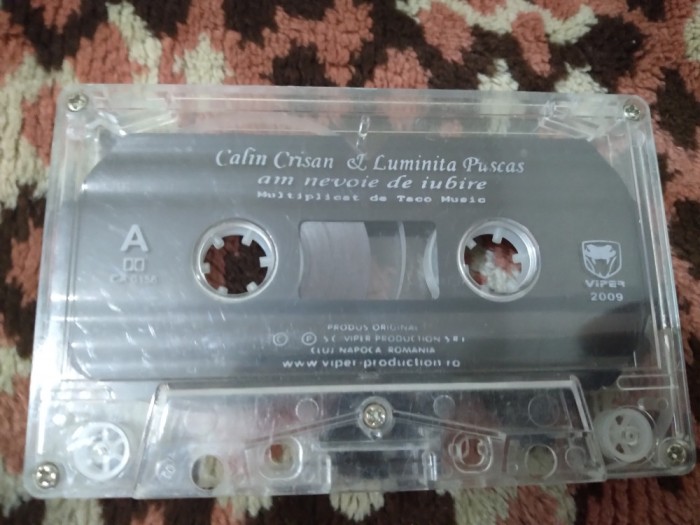 Calin Crisan & Luminita Puscas
am nevoie de iubire
Multiplicat de Taco Music
A
VIPER
2009
PRODUS ORIGINAL
C P S.C. VIPER PRODUCTION S.R.L
CLUJ NAPOCA ROMANIA
www.viper-production.ro